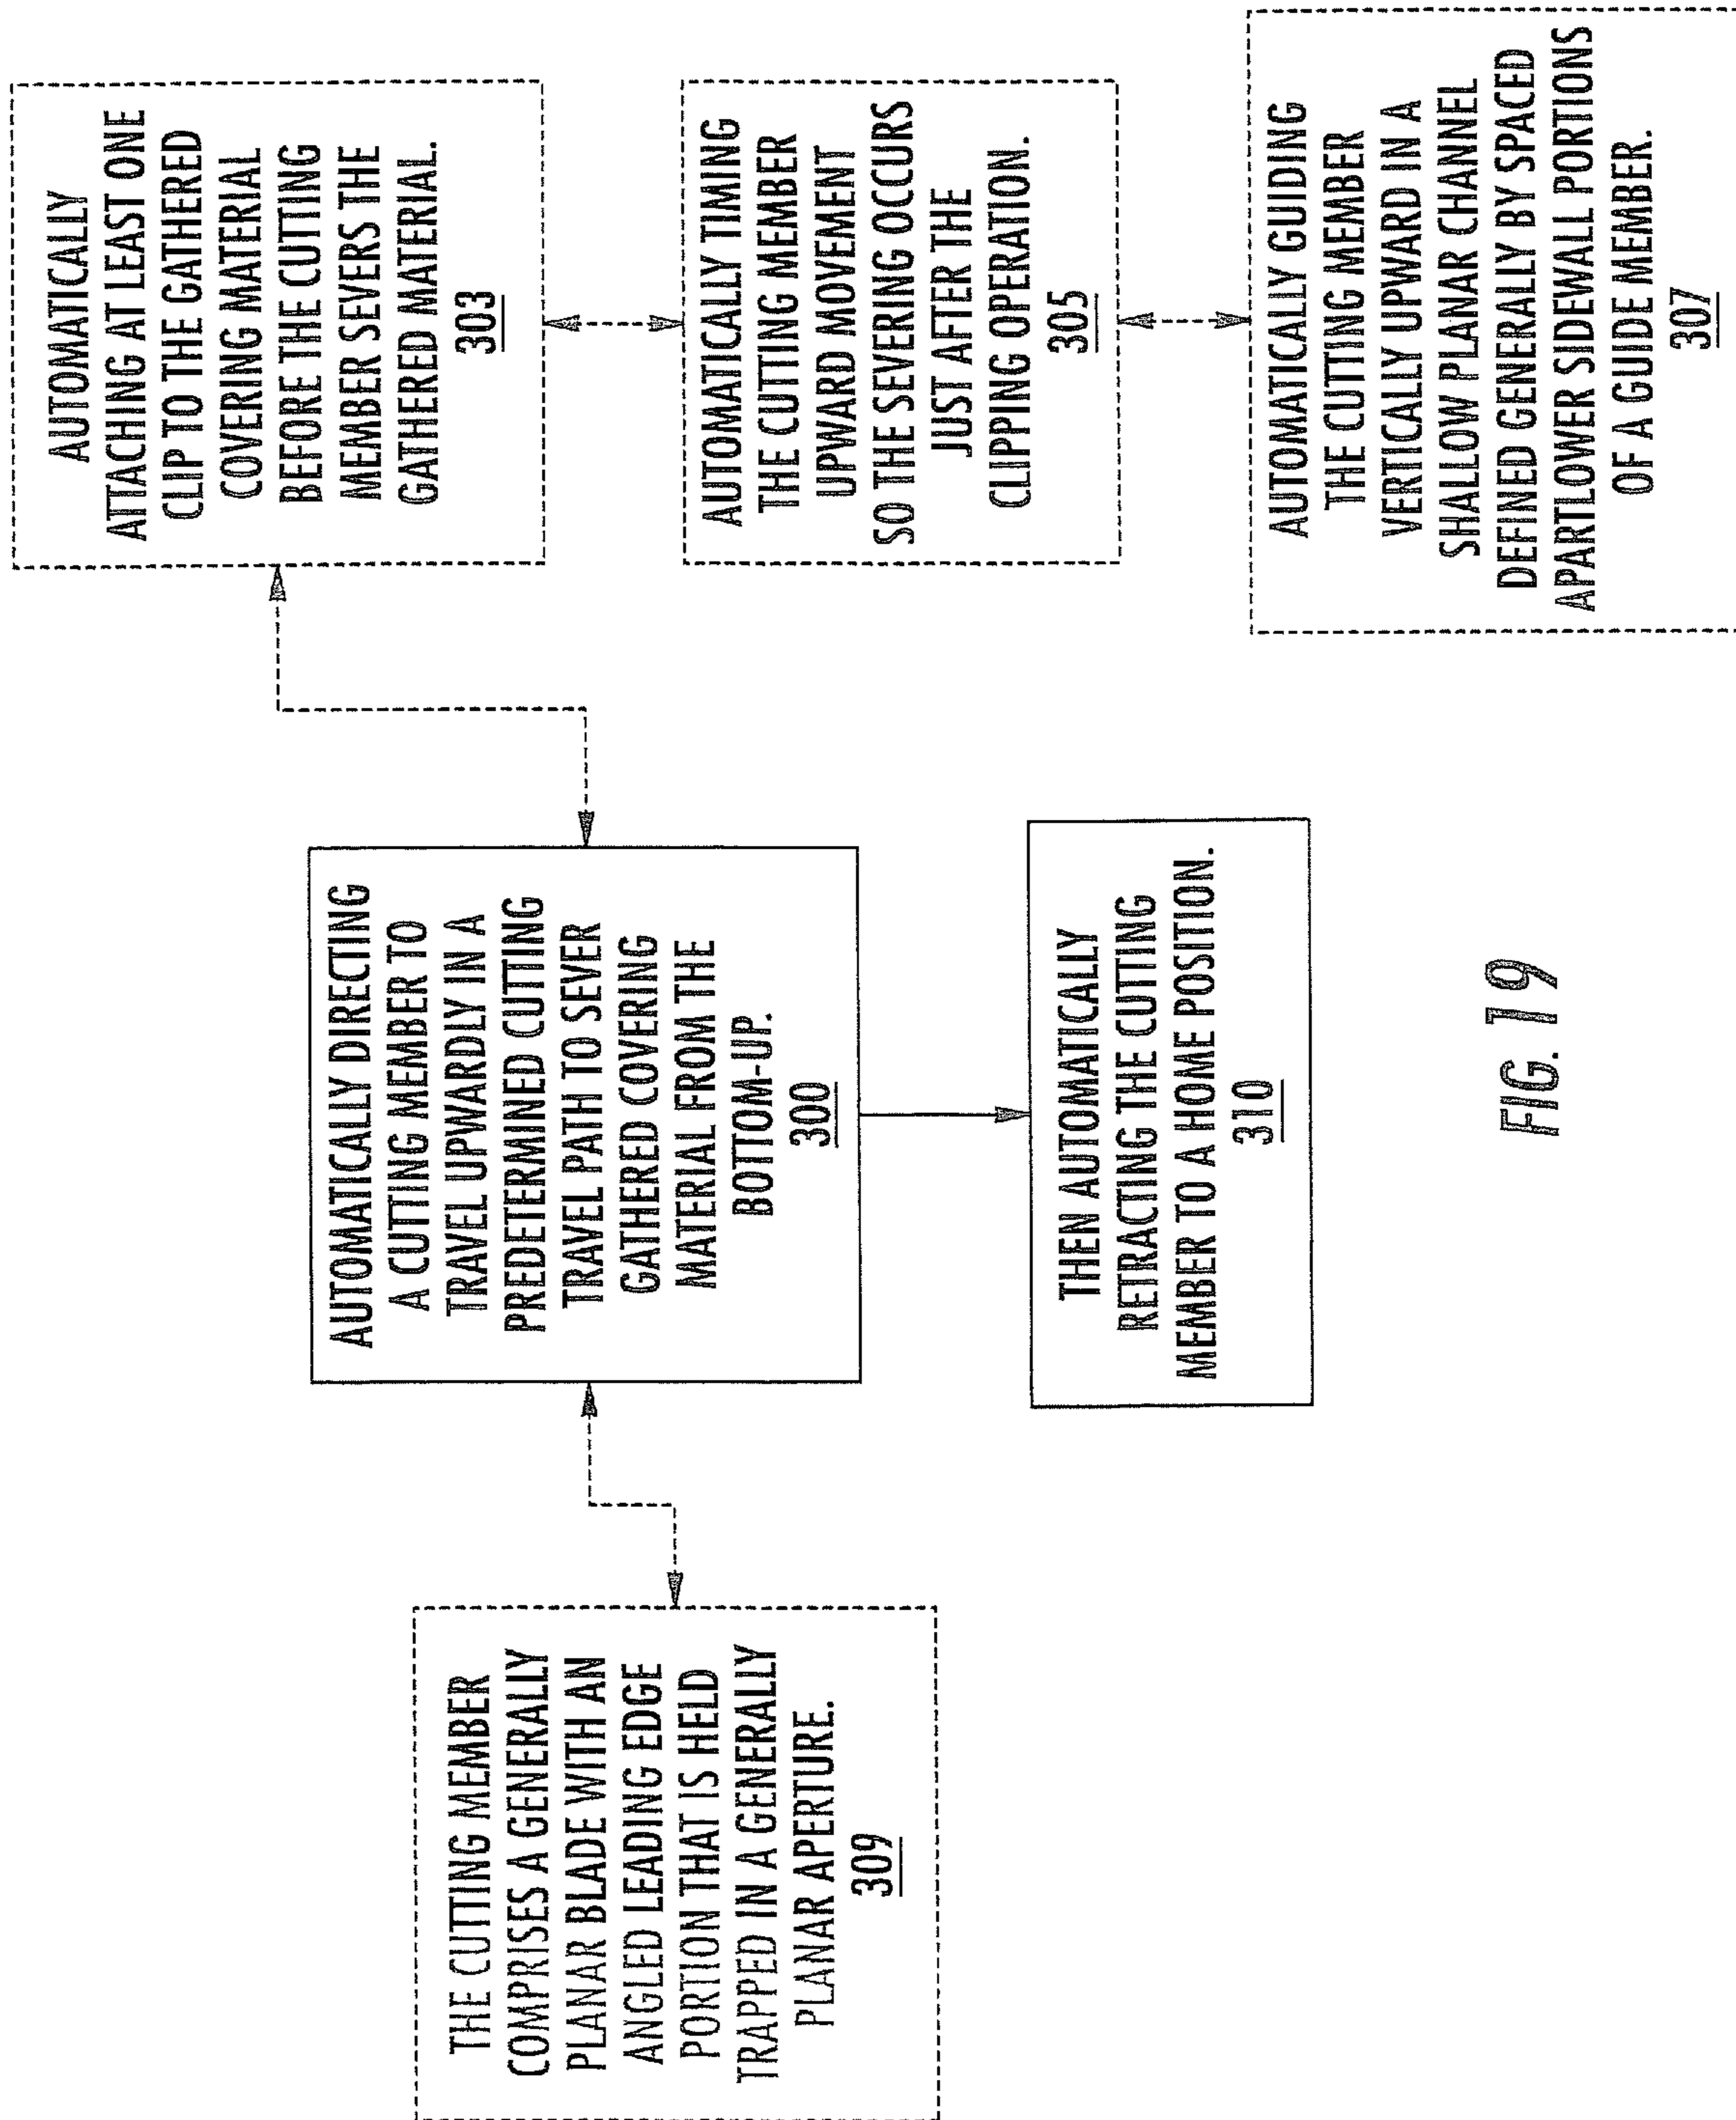 AUTOMATICALLY DIRECTING
A CUTTING MEMBER TO
TRAVEL UPWARDLY IN A
PREDETERMINED CUTTING
TRAVEL PATH TO SEVER
GATHERED COVERING
MATERIAL FROM THE
BOTTOM-UP.
300
THEN AUTOMATICALLY
RETRACTING THE CUTTING
MEMBER TO A HOME POSITION.
310
THE CUTTING MEMBER
COMPRISES A GENERALLY
PLANAR BLADE WITH AN
ANGLED LEADING EDGE
PORTION THAT IS HELD
TRAPPED IN A GENERALLY
PLANAR APERTURE.
309
AUTOMATICALLY
ATTACHING AT LEAST ONE
CLIP TO THE GATHERED
COVERING MATERIAL
BEFORE THE CUTTING
MEMBER SEVERS THE
GATHERED MATERIAL.
303
AUTOMATICALLY TIMING
THE CUTTING MEMBER
UPWARD MOVEMENT
SO THE SEVERING OCCURS
JUST AFTER THE
CLIPPING OPERATION.
305
AUTOMATICALLY GUIDING
THE CUTTING MEMBER
VERTICALLY UPWARD IN A
SHALLOW PLANAR CHANNEL
DEFINED GENERALLY BY SPACED
APARTLOWER SIDEWALL PORTIONS
OF A GUIDE MEMBER.
307
FIG. 19